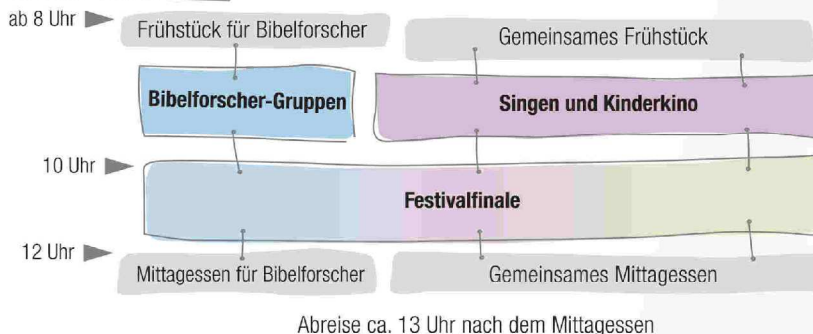 ab 8 Uhr
Frühstück für Bibelforscher
Gemeinsames Frühstück
Bibelforscher-Gruppen
Singen und Kinderkino
10 Uhr
Festivalfinale
12 Uhr
Mittagessen für Bibelforscher
Gemeinsames Mittagessen
Abreise ca. 13 Uhr nach dem Mittagessen